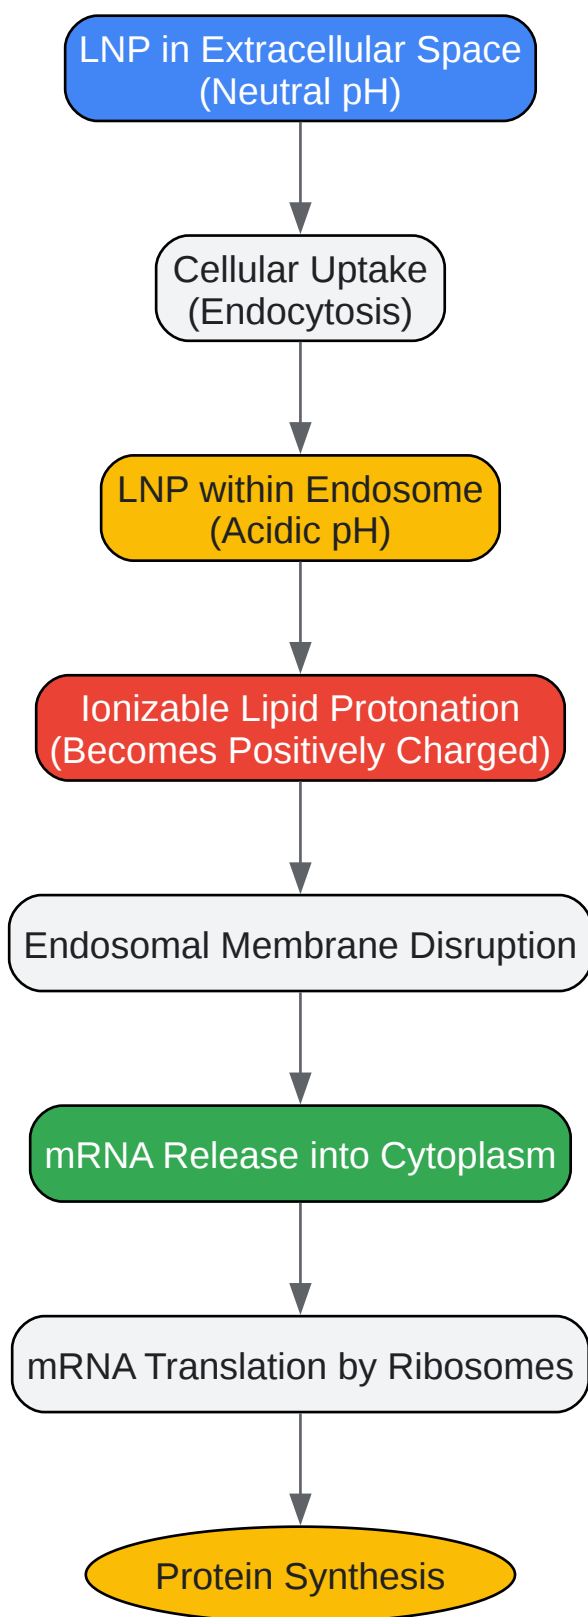 LNP in Extracellular Space
(Neutral pH)
Cellular Uptake
(Endocytosis)
LNP within Endosome
(Acidic pH)
Ionizable Lipid Protonation
(Becomes Positively Charged)
Endosomal Membrane Disruption
mRNA Release into Cytoplasm
mRNA Translation by Ribosomes
Protein Synthesis